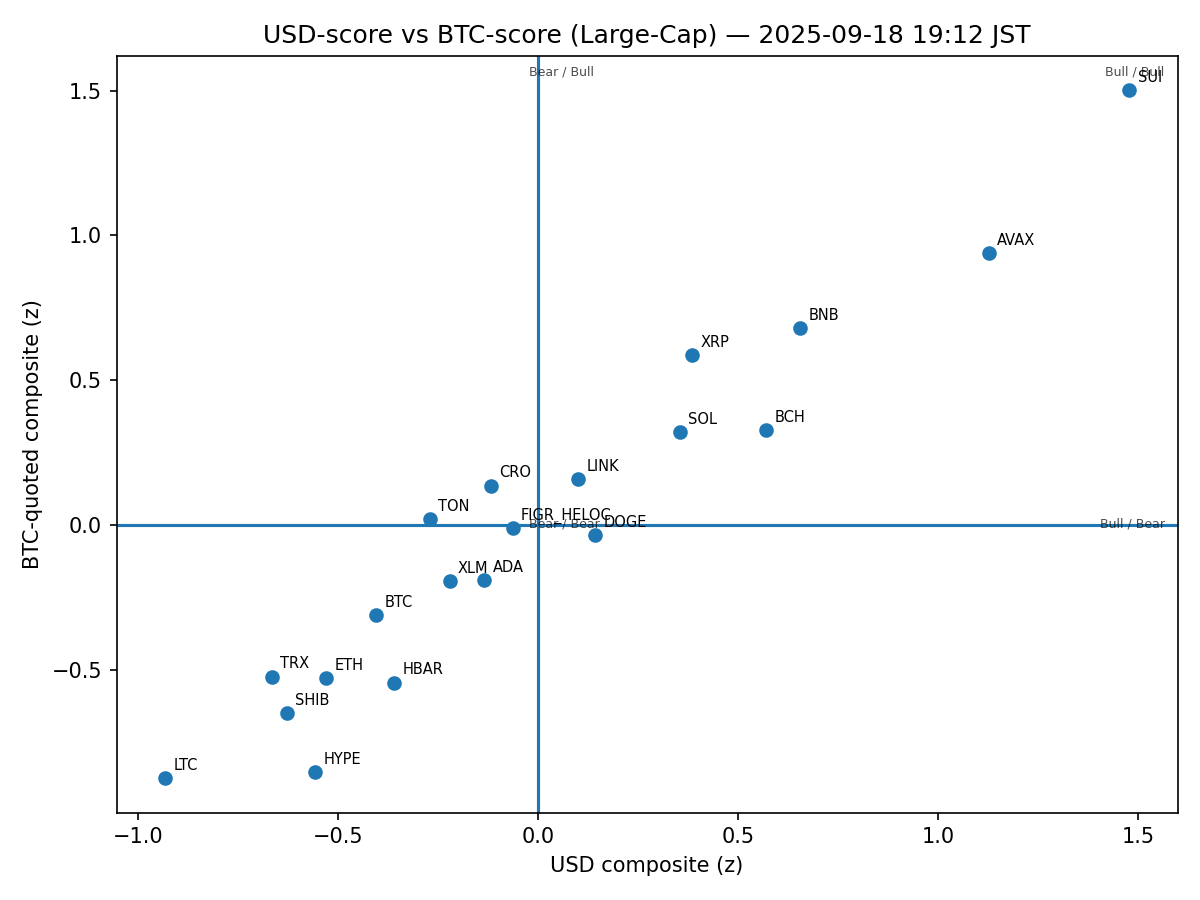 USD-score vs BTC-score (Large-Cap) — 2025-09-18 19:12 JST
Bear / Bull
Bull / Bull
SUI
1.5
AVAX
1.0
BNB
XRP
0.5
SOL
BCH
LINK
CRO
TON
FIGR_HELOC
DOGE
0.0
Bear / Bear
Bull / Bear
XLM
ADA
BTC
TRX
ETH
HBAR
−0.5
SHIB
HYPE
LTC
−1.0
−0.5
0.0
0.5
1.0
1.5
USD composite (z)
BTC-quoted composite (z)